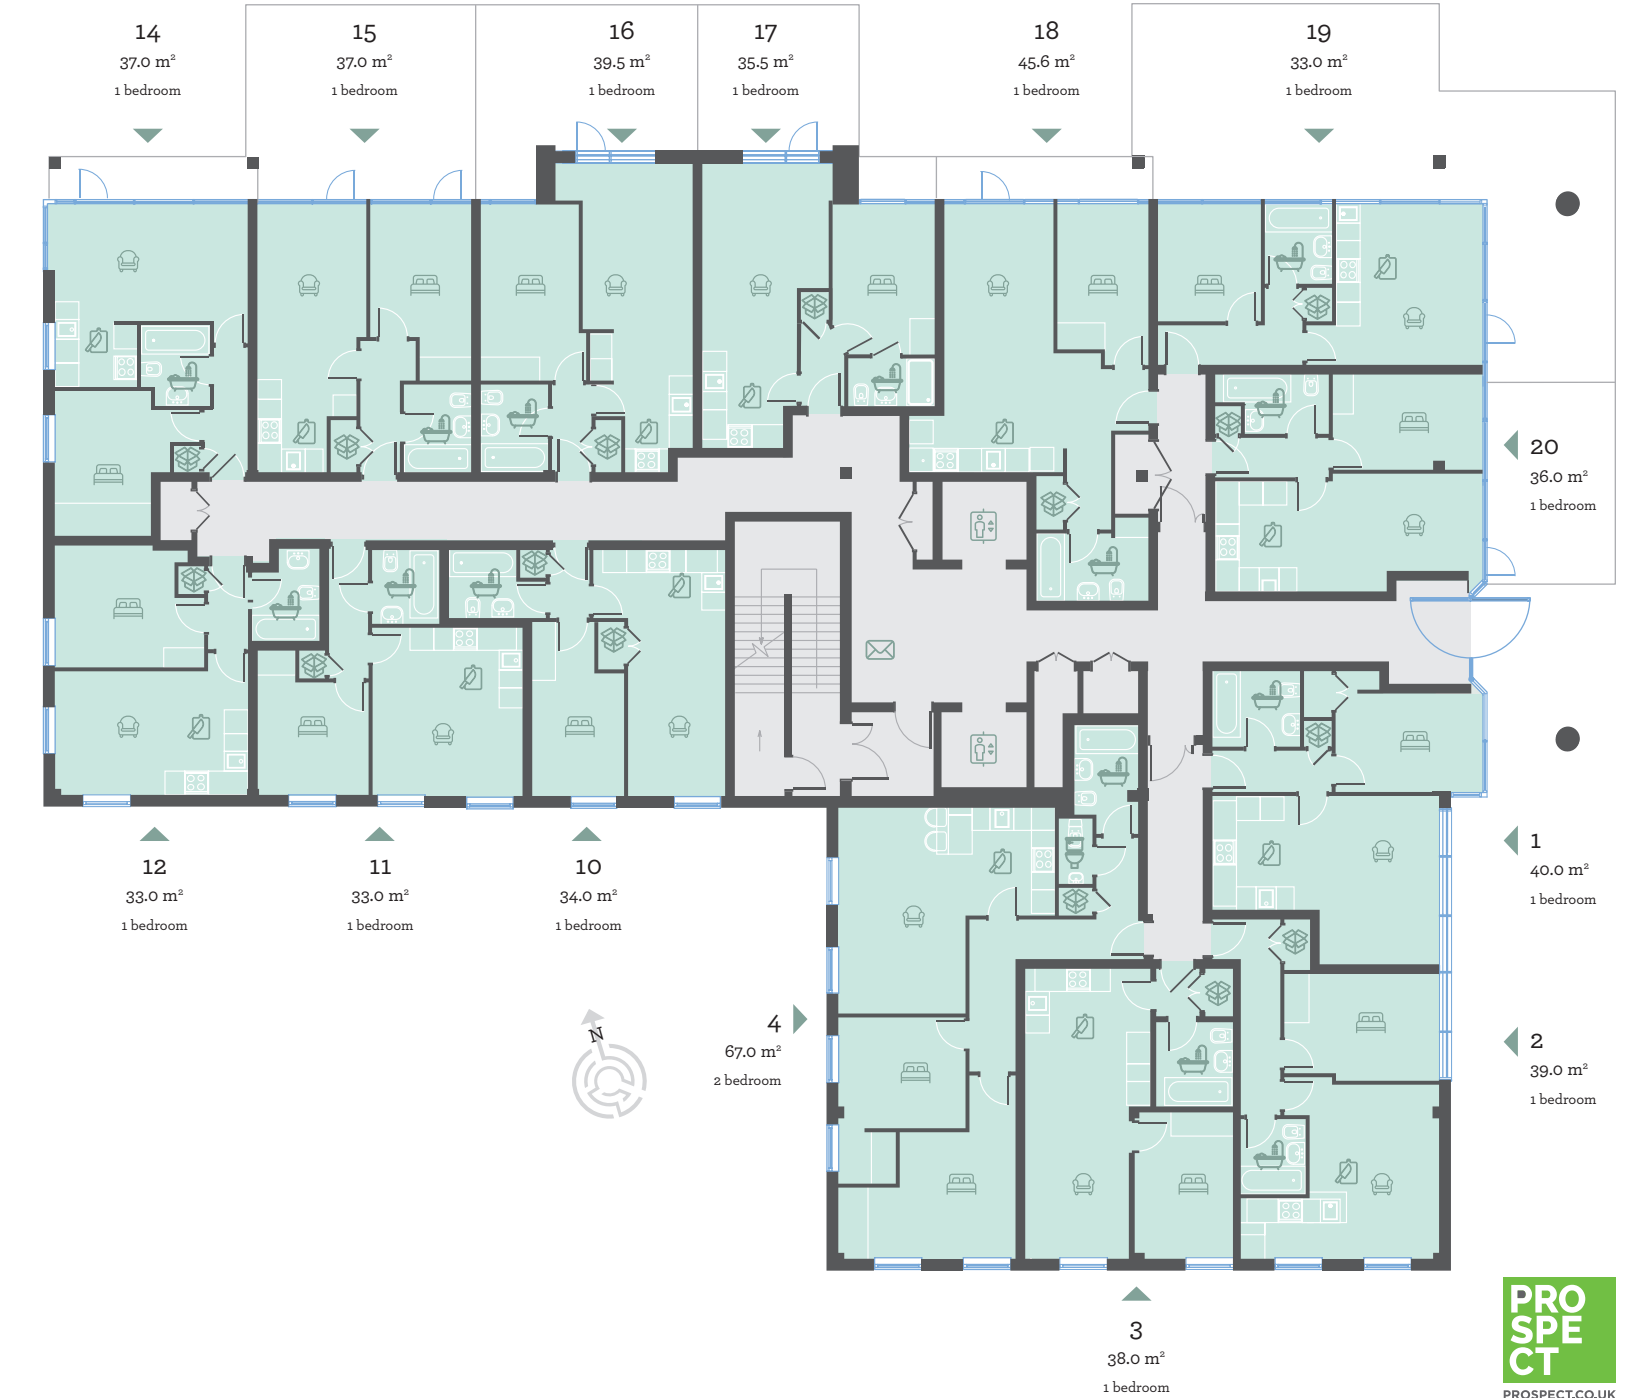 14
37.0 m²
1 bedroom
15
37.0 m²
1 bedroom
16
39.5 m²
1 bedroom
17
35.5 m²
1 bedroom
18
45.6 m²
1 bedroom
19
33.0 m²
1 bedroom
20
36.0 m²
1 bedroom
12
33.0 m²
1 bedroom
11
33.0 m²
1 bedroom
10
34.0 m²
1 bedroom
1
40.0 m²
1 bedroom
4
67.0 m²
2 bedroom
N
2
39.0 m²
1 bedroom
3
38.0 m²
1 bedroom
PRO
SPE
CT
PROSPECT.CO.UK